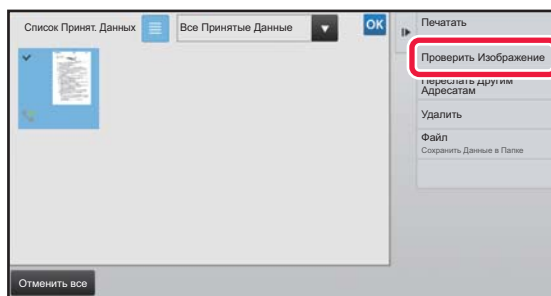 Список Принят. Данных
Все Принятые Данные
OK
Печатать
Проверить Изображение
Переслать Другим
Адресатам
Удалить
Файл
Сохранить Данные в Папке
Отменить все